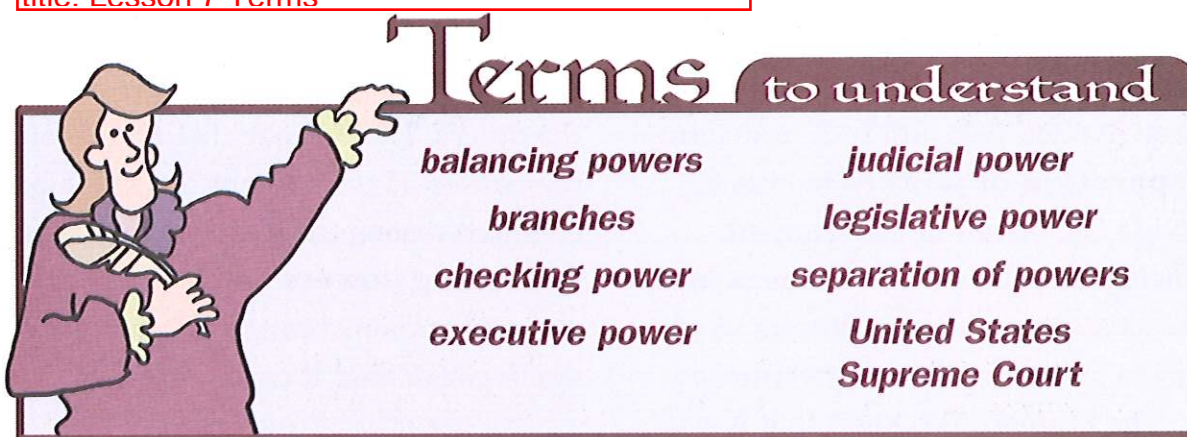 title: Lesson 7 Terms
Terms to understand
balancing powers
branches
checking power
executive power
judicial power
legislative power
separation of powers
United States
Supreme Court